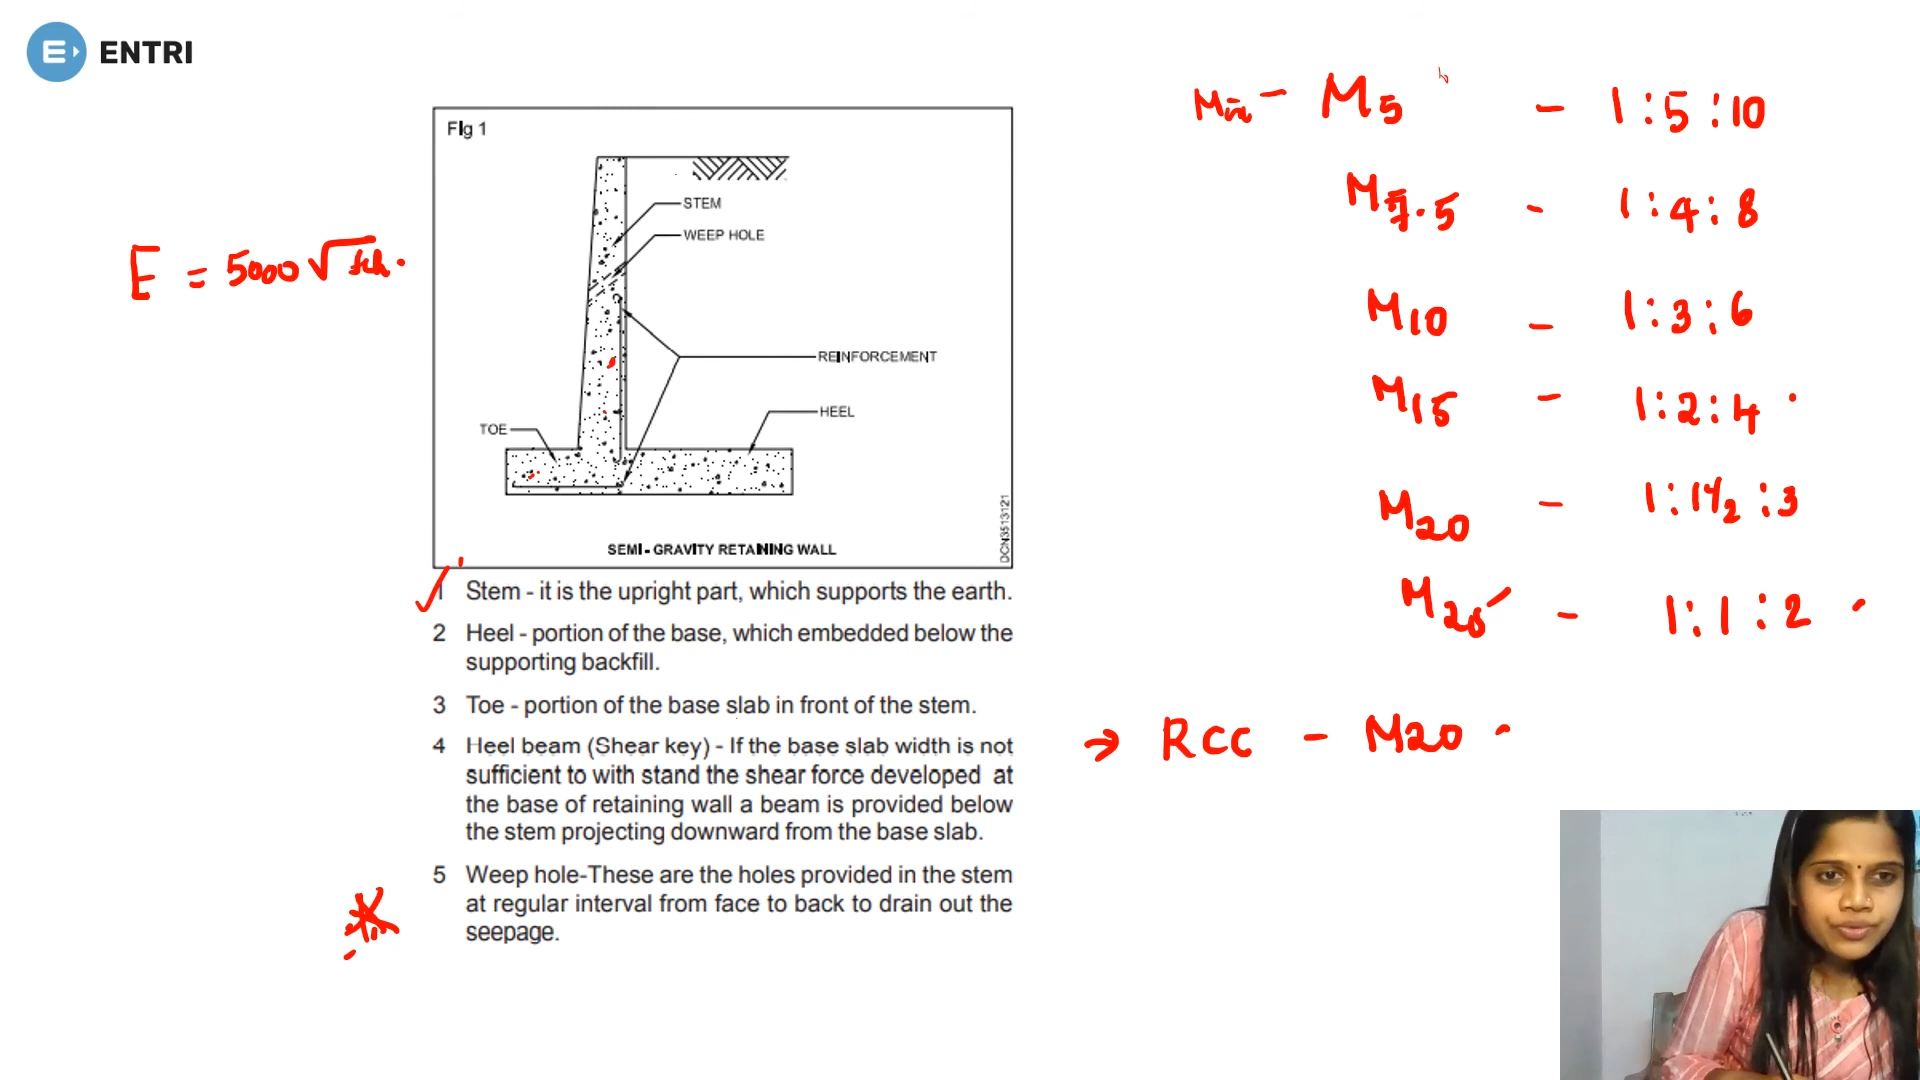 ENTRI
Fig 1
STEM
WEEP HOLE
REINFORCEMENT
HEEL
TOE
DCN3513121
SEMI - GRAVITY RETAINING WALL
1 Stem - it is the upright part, which supports the earth.
2 Heel - portion of the base, which embedded below the
supporting backfill.
3 Toe - portion of the base slab in front of the stem.
4 Heel beam (Shear key) - If the base slab width is not
sufficient to with stand the shear force developed at
the base of retaining wall a beam is provided below
the stem projecting downward from the base slab.
5 Weep hole-These are the holes provided in the stem
at regular interval from face to back to drain out the
seepage.
E = 5000 √fck.
Min - M5 - 1:5:10
M7.5 - 1:4:8
M10 - 1:3:6
M15 - 1:2:4
M20 - 1:1½:3
M25 - 1:1:2
→ RCC - M20